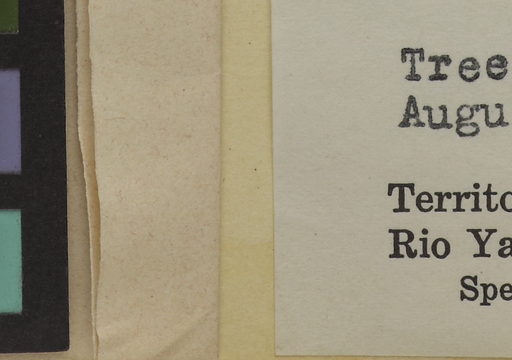 Tree
Augu
Territo
Rio Ya
Spe